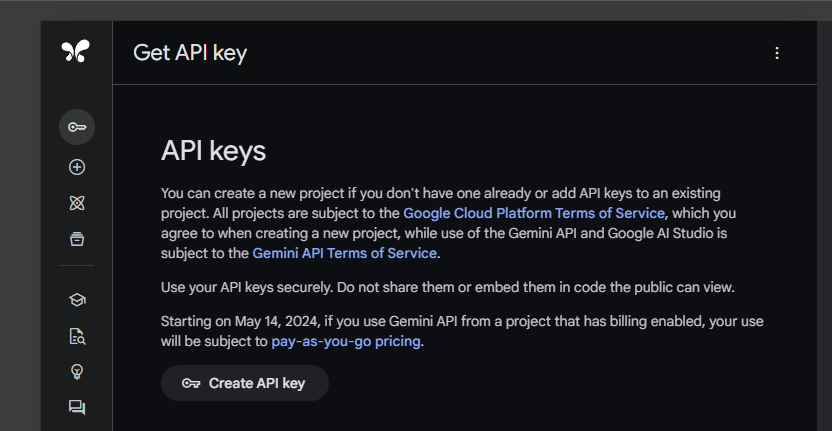 Get API key
API keys
You can create a new project if you don't have one already or add API keys to an existing
project. All projects are subject to the Google Cloud Platform Terms of Service, which you
agree to when creating a new project, while use of the Gemini API and Google AI Studio is
subject to the Gemini API Terms of Service.
Use your API keys securely. Do not share them or embed them in code the public can view.
Starting on May 14, 2024, if you use Gemini API from a project that has billing enabled, your use
will be subject to pay-as-you-go pricing.
Create API key